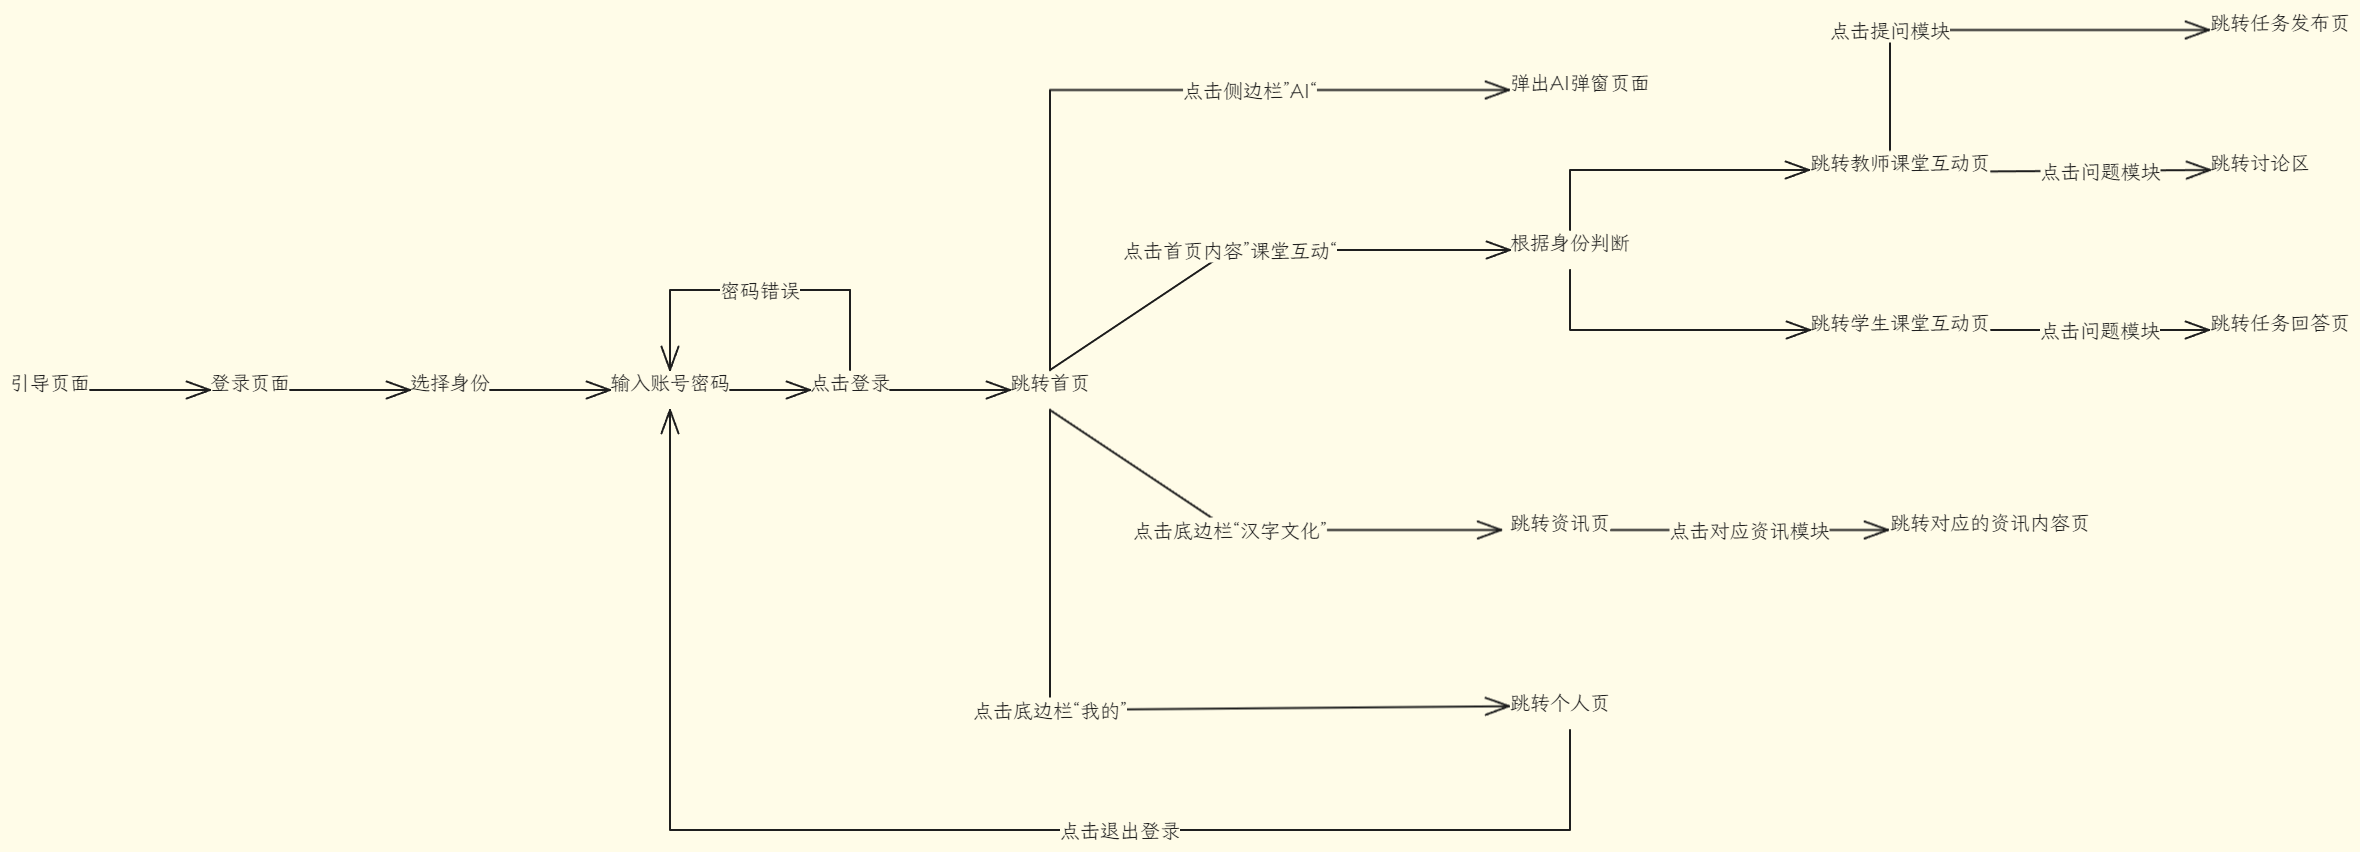 点击提问模块
跳转任务发布页
点击侧边栏”AI“
弹出AI弹窗页面
跳转教师课堂互动页
点击问题模块
跳转讨论区
点击首页内容”课堂互动“
根据身份判断
密码错误
跳转学生课堂互动页
点击问题模块
跳转任务回答页
引导页面
登录页面
选择身份
输入账号密码
点击登录
跳转首页
点击底边栏“汉字文化”
跳转资讯页
点击对应资讯模块
跳转对应的资讯内容页
点击底边栏“我的”
跳转个人页
点击退出登录